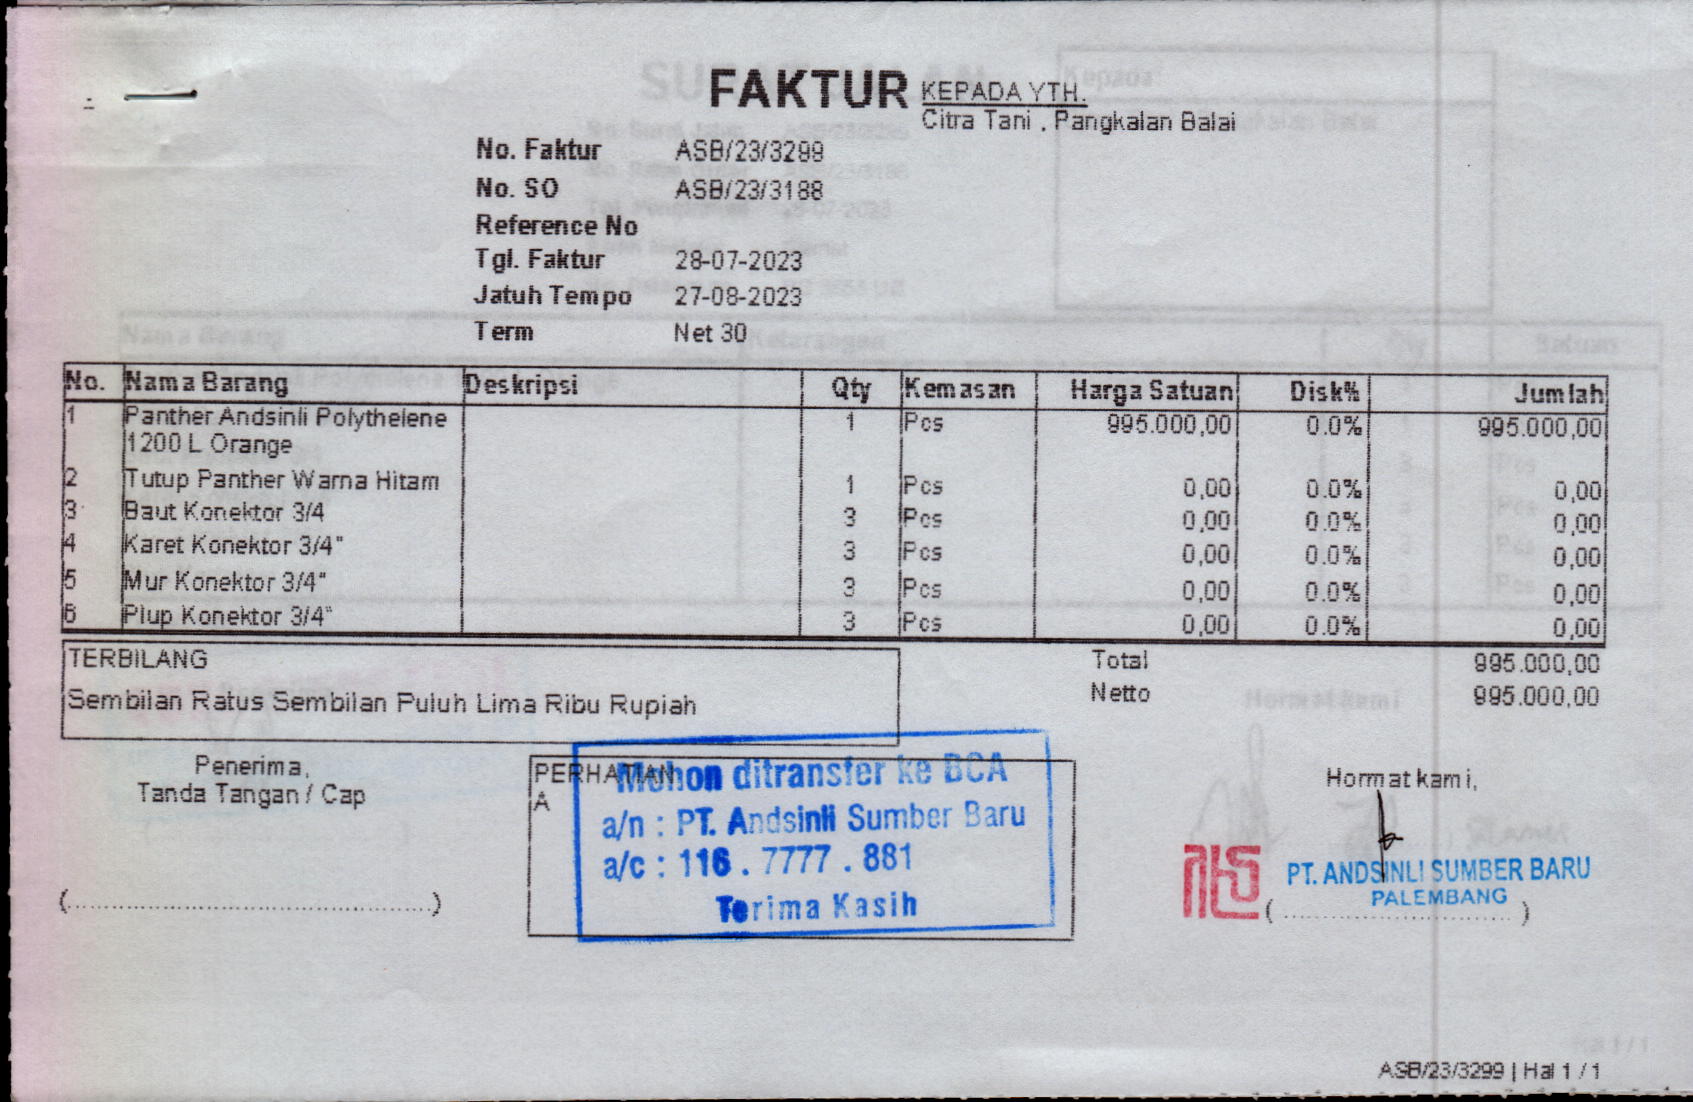 FAKTUR
KEPADA YTH.
Citra Tani , Pangkalan Balai
No. Faktur ASB/23/3299
No. SO ASB/23/3188
Reference No
Tgl. Faktur 28-07-2023
Jatuh Tempo 27-08-2023
Term Net 30
No. Nama Barang Deskripsi Qty Kemasan Harga Satuan Disk% Jumlah
1 Panther Andsinli Polythelene 1 Pcs 995.000,00 0.0% 995.000,00
1200 L Orange
2 Tutup Panther Warna Hitam 1 Pcs 0,00 0.0% 0,00
3 Baut Konektor 3/4 3 Pcs 0,00 0.0% 0,00
4 Karet Konektor 3/4" 3 Pcs 0,00 0.0% 0,00
5 Mur Konektor 3/4" 3 Pcs 0,00 0.0% 0,00
6 Plup Konektor 3/4" 3 Pcs 0,00 0.0% 0,00
TERBILANG
Sembilan Ratus Sembilan Puluh Lima Ribu Rupiah
Total 995.000,00
Netto 995.000,00
Penerima,
Tanda Tangan / Cap
(....................................)
PERHATIAN
A
Mohon ditransfer ke BCA
a/n : PT. Andsinli Sumber Baru
a/c : 116 . 7777 . 881
Terima Kasih
Hormat kami,
PT. ANDSINLI SUMBER BARU
PALEMBANG
(..............................)
ASB/23/3299 | Hal 1 / 1